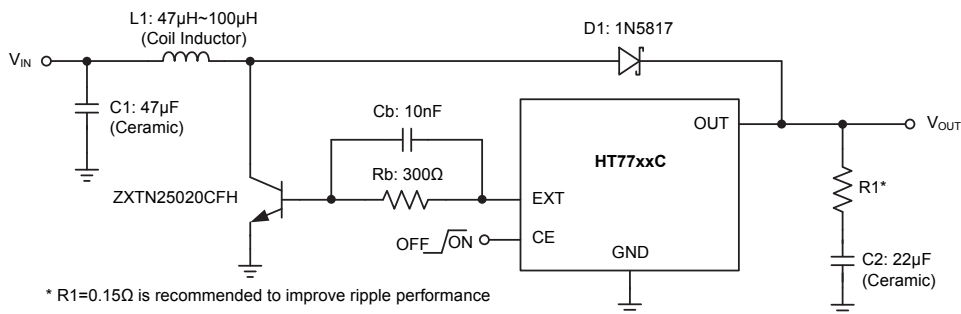 L1: 47µH~100µH
(Coil Inductor)
D1: 1N5817
VIN
C1: 47µF
(Ceramic)
Cb: 10nF
OUT
VOUT
HT77xxC
Rb: 300Ω
R1*
ZXTN25020CFH
EXT
OFF ON
CE
GND
C2: 22µF
(Ceramic)
* R1=0.15Ω is recommended to improve ripple performance